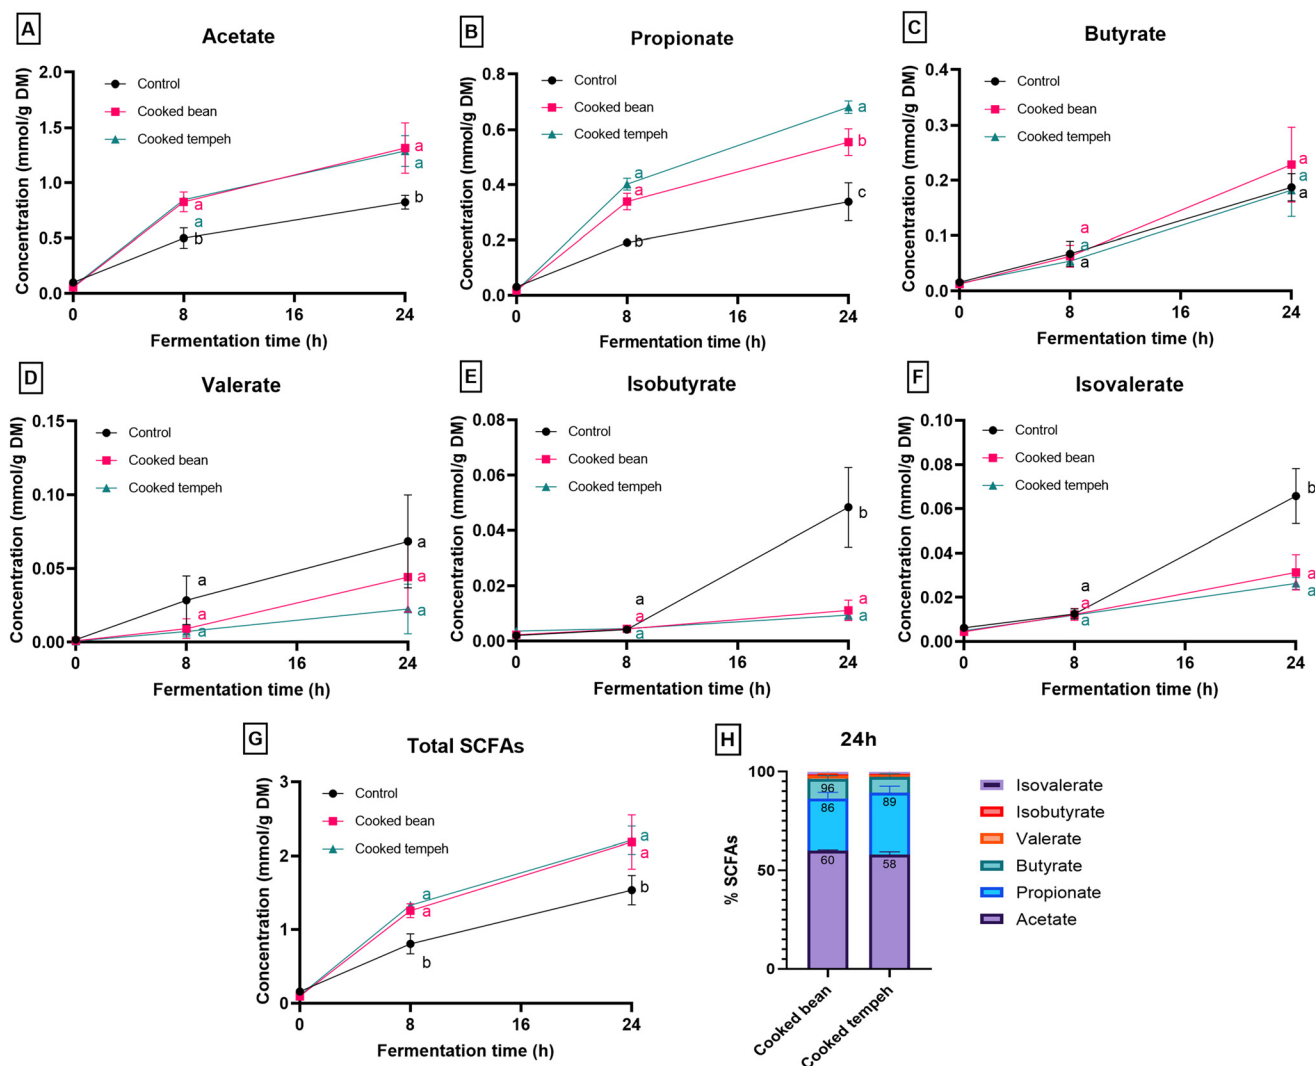 A
Acetate
Concentration (mmol/g DM)
2.0
1.5
1.0
0.5
0.0
Control
Cooked bean
Cooked tempeh
a
a
b
a
a
b
0
8
16
24
Fermentation time (h)
B
Propionate
Concentration (mmol/g DM)
0.8
0.6
0.4
0.2
0.0
Control
Cooked bean
Cooked tempeh
a
a
b
a
b
c
0
8
16
24
Fermentation time (h)
C
Butyrate
Concentration (mmol/g DM)
0.4
0.3
0.2
0.1
0.0
Control
Cooked bean
Cooked tempeh
a
a
a
a
a
a
0
8
16
24
Fermentation time (h)
D
Valerate
Concentration (mmol/g DM)
0.15
0.10
0.05
0.00
Control
Cooked bean
Cooked tempeh
a
a
a
a
a
a
0
8
16
24
Fermentation time (h)
E
Isobutyrate
Concentration (mmol/g DM)
0.08
0.06
0.04
0.02
0.00
Control
Cooked bean
Cooked tempeh
a
a
a
b
a
a
0
8
16
24
Fermentation time (h)
F
Isovalerate
Concentration (mmol/g DM)
0.10
0.08
0.06
0.04
0.02
0.00
Control
Cooked bean
Cooked tempeh
a
a
a
b
a
a
0
8
16
24
Fermentation time (h)
G
Total SCFAs
Concentration (mmol/g DM)
3
2
1
0
Control
Cooked bean
Cooked tempeh
a
a
b
a
a
b
0
8
16
24
Fermentation time (h)
H
24h
% SCFAs
100
50
0
96
86
60
89
58
Cooked bean
Cooked tempeh
Isovalerate
Isobutyrate
Valerate
Butyrate
Propionate
Acetate